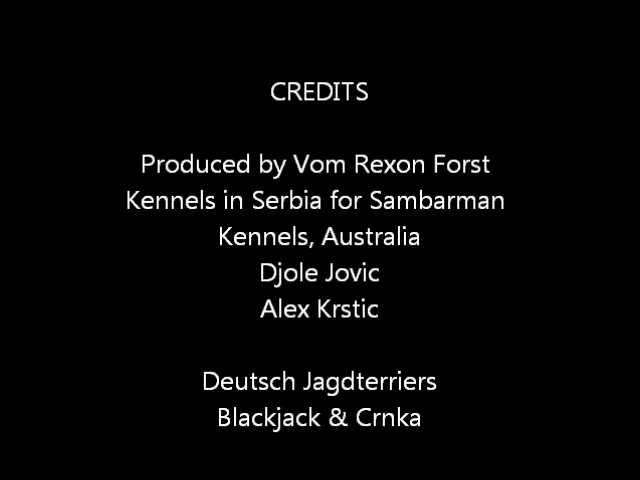 CREDITS
Produced by Vom Rexon Forst
Kennels in Serbia for Sambarman
Kennels, Australia
Djole Jovic
Alex Krstic
Deutsch Jagdterriers
Blackjack & Crnka